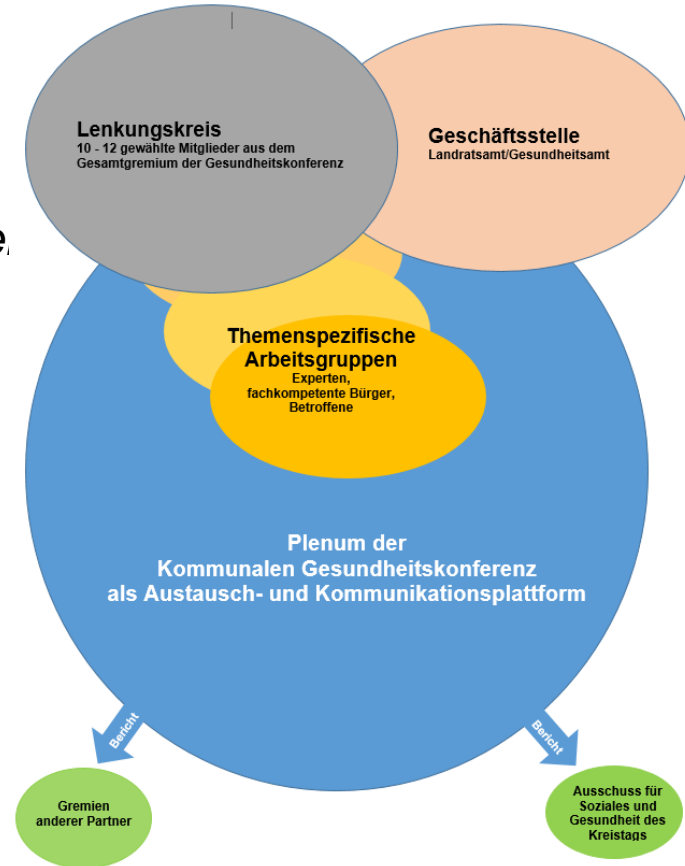 Lenkungskreis
10 - 12 gewählte Mitglieder aus dem
Gesamtgremium der Gesundheitskonferenz
Geschäftsstelle
Landratsamt/Gesundheitsamt
Themenspezifische
Arbeitsgruppen
Experten,
fachkompetente Bürger,
Betroffene
Plenum der
Kommunalen Gesundheitskonferenz
als Austausch- und Kommunikationsplattform
Bericht
Bericht
Gremien
anderer Partner
Ausschuss für
Soziales und
Gesundheit des
Kreistags